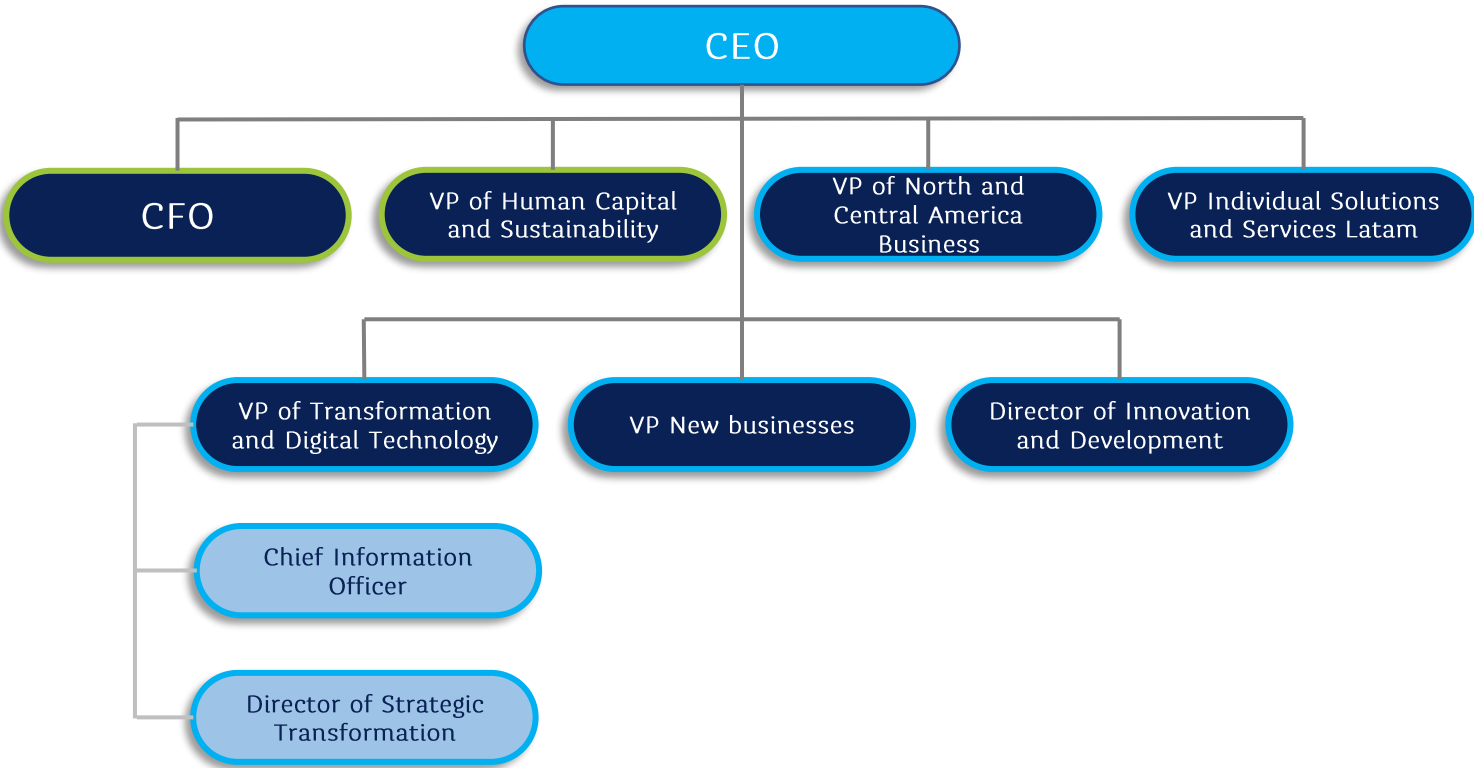 CEO
CFO
VP of Human Capital
and Sustainability
VP of North and
Central America
Business
VP Individual Solutions
and Services Latam
VP of Transformation
and Digital Technology
VP New businesses
Director of Innovation
and Development
Chief Information
Officer
Director of Strategic
Transformation